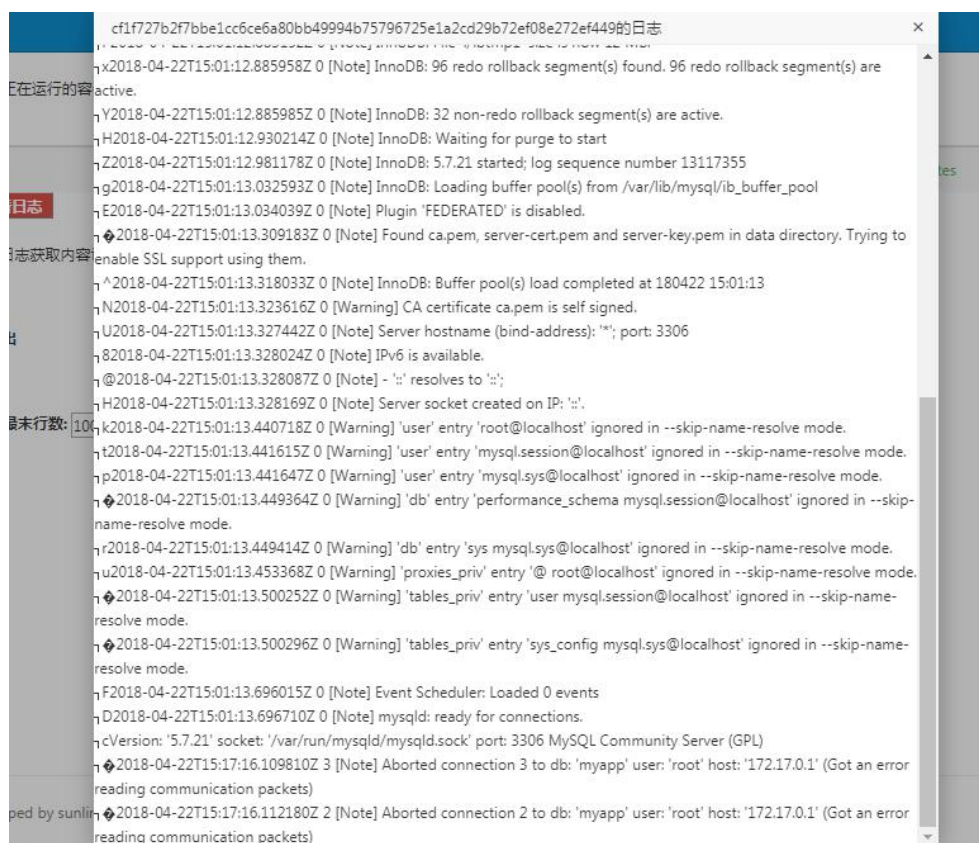 cf1f727b2f7bbe1cc6ce6a80bb49994b75796725e1a2cd29b72ef08e272ef449的日志
×
┐x2018-04-22T15:01:12.885958Z 0 [Note] InnoDB: 96 redo rollback segment(s) found. 96 redo rollback segment(s) are
active.
┐Y2018-04-22T15:01:12.885985Z 0 [Note] InnoDB: 32 non-redo rollback segment(s) are active.
┐H2018-04-22T15:01:12.930214Z 0 [Note] InnoDB: Waiting for purge to start
┐Z2018-04-22T15:01:12.981178Z 0 [Note] InnoDB: 5.7.21 started; log sequence number 13117355
┐g2018-04-22T15:01:13.032593Z 0 [Note] InnoDB: Loading buffer pool(s) from /var/lib/mysql/ib_buffer_pool
┐E2018-04-22T15:01:13.034039Z 0 [Note] Plugin 'FEDERATED' is disabled.
┐�2018-04-22T15:01:13.309183Z 0 [Note] Found ca.pem, server-cert.pem and server-key.pem in data directory. Trying to
enable SSL support using them.
┐^2018-04-22T15:01:13.318033Z 0 [Note] InnoDB: Buffer pool(s) load completed at 180422 15:01:13
┐N2018-04-22T15:01:13.323616Z 0 [Warning] CA certificate ca.pem is self signed.
┐U2018-04-22T15:01:13.327442Z 0 [Note] Server hostname (bind-address): '*'; port: 3306
┐82018-04-22T15:01:13.328024Z 0 [Note] IPv6 is available.
┐@2018-04-22T15:01:13.328087Z 0 [Note] - '::' resolves to '::';
┐H2018-04-22T15:01:13.328169Z 0 [Note] Server socket created on IP: '::'.
┐k2018-04-22T15:01:13.440718Z 0 [Warning] 'user' entry 'root@localhost' ignored in --skip-name-resolve mode.
┐t2018-04-22T15:01:13.441615Z 0 [Warning] 'user' entry 'mysql.session@localhost' ignored in --skip-name-resolve mode.
┐p2018-04-22T15:01:13.441647Z 0 [Warning] 'user' entry 'mysql.sys@localhost' ignored in --skip-name-resolve mode.
┐�2018-04-22T15:01:13.449364Z 0 [Warning] 'db' entry 'performance_schema mysql.session@localhost' ignored in --skip-
name-resolve mode.
┐r2018-04-22T15:01:13.449414Z 0 [Warning] 'db' entry 'sys mysql.sys@localhost' ignored in --skip-name-resolve mode.
┐u2018-04-22T15:01:13.453368Z 0 [Warning] 'proxies_priv' entry '@ root@localhost' ignored in --skip-name-resolve mode.
┐�2018-04-22T15:01:13.500252Z 0 [Warning] 'tables_priv' entry 'user mysql.session@localhost' ignored in --skip-name-
resolve mode.
┐�2018-04-22T15:01:13.500296Z 0 [Warning] 'tables_priv' entry 'sys_config mysql.sys@localhost' ignored in --skip-name-
resolve mode.
┐F2018-04-22T15:01:13.696015Z 0 [Note] Event Scheduler: Loaded 0 events
┐D2018-04-22T15:01:13.696710Z 0 [Note] mysqld: ready for connections.
┐cVersion: '5.7.21' socket: '/var/run/mysqld/mysqld.sock' port: 3306 MySQL Community Server (GPL)
┐�2018-04-22T15:17:16.109810Z 3 [Note] Aborted connection 3 to db: 'myapp' user: 'root' host: '172.17.0.1' (Got an error
reading communication packets)
┐�2018-04-22T15:17:16.112180Z 2 [Note] Aborted connection 2 to db: 'myapp' user: 'root' host: '172.17.0.1' (Got an error
reading communication packets)
正在运行的容
日志
日志获取内容
出
最末行数: 100
ped by sunlin
tes